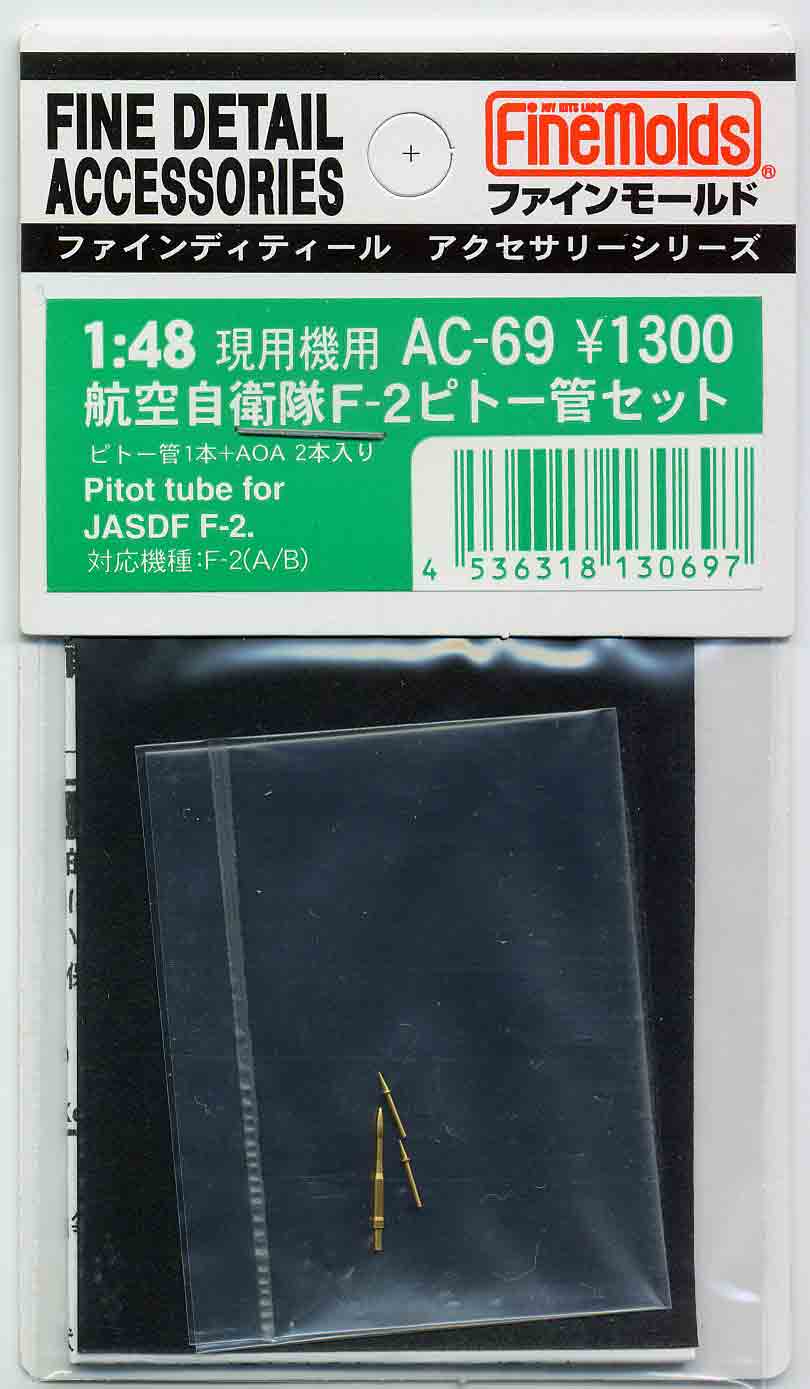 FINE DETAIL
ACCESSORIES
MY HITS LABO.
FineMolds®
ファインモールド
ファインディティール アクセサリーシリーズ
1:48 現用機用 AC-69 ¥1300
航空自衛隊F-2ピトー管セット
ピトー管1本+AOA 2本入り
Pitot tube for
JASDF F-2.
対応機種:F-2(A/B)
4 536318 130697